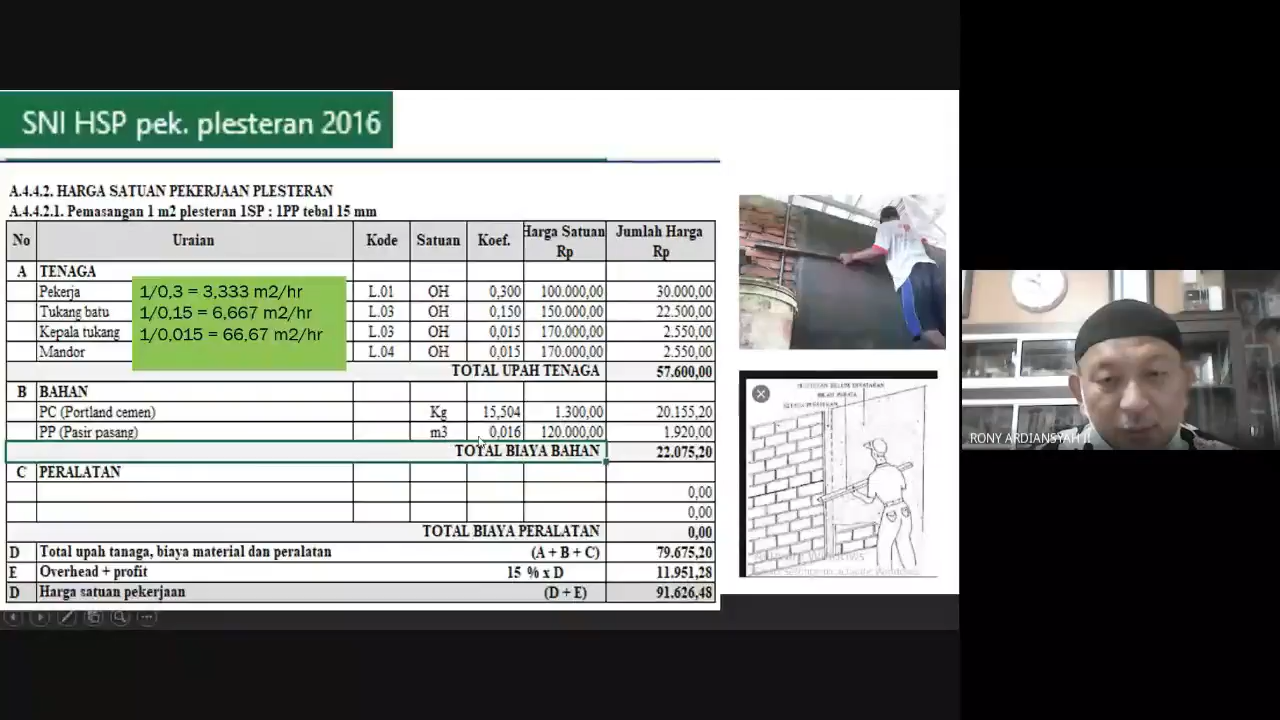 SNI HSP pek. plesteran 2016
A.4.4.2. HARGA SATUAN PEKERJAAN PLESTERAN
A.4.4.2.1. Pemasangan 1 m2 plesteran 1SP : 1PP tebal 15 mm
No Uraian Kode Satuan Koef. Harga Satuan Rp Jumlah Harga Rp
A TENAGA
Pekerja L.01 OH 0,300 100.000,00 30.000,00
Tukang batu L.03 OH 0,150 150.000,00 22.500,00
Kepala tukang L.03 OH 0,015 170.000,00 2.550,00
Mandor L.04 OH 0,015 170.000,00 2.550,00
1/0,3 = 3,333 m2/hr
1/0,15 = 6,667 m2/hr
1/0,015 = 66,67 m2/hr
TOTAL UPAH TENAGA 57.600,00
B BAHAN
PC (Portland cemen) Kg 15,504 1.300,00 20.155,20
PP (Pasir pasang) m3 0,016 120.000,00 1.920,00
TOTAL BIAYA BAHAN 22.075,20
C PERALATAN
0,00
0,00
TOTAL BIAYA PERALATAN 0,00
D Total upah tanaga, biaya material dan peralatan (A + B + C) 79.675,20
E Overhead + profit 15 % x D 11.951,28
D Harga satuan pekerjaan (D + E) 91.626,48
RONY ARDIANSYAH II